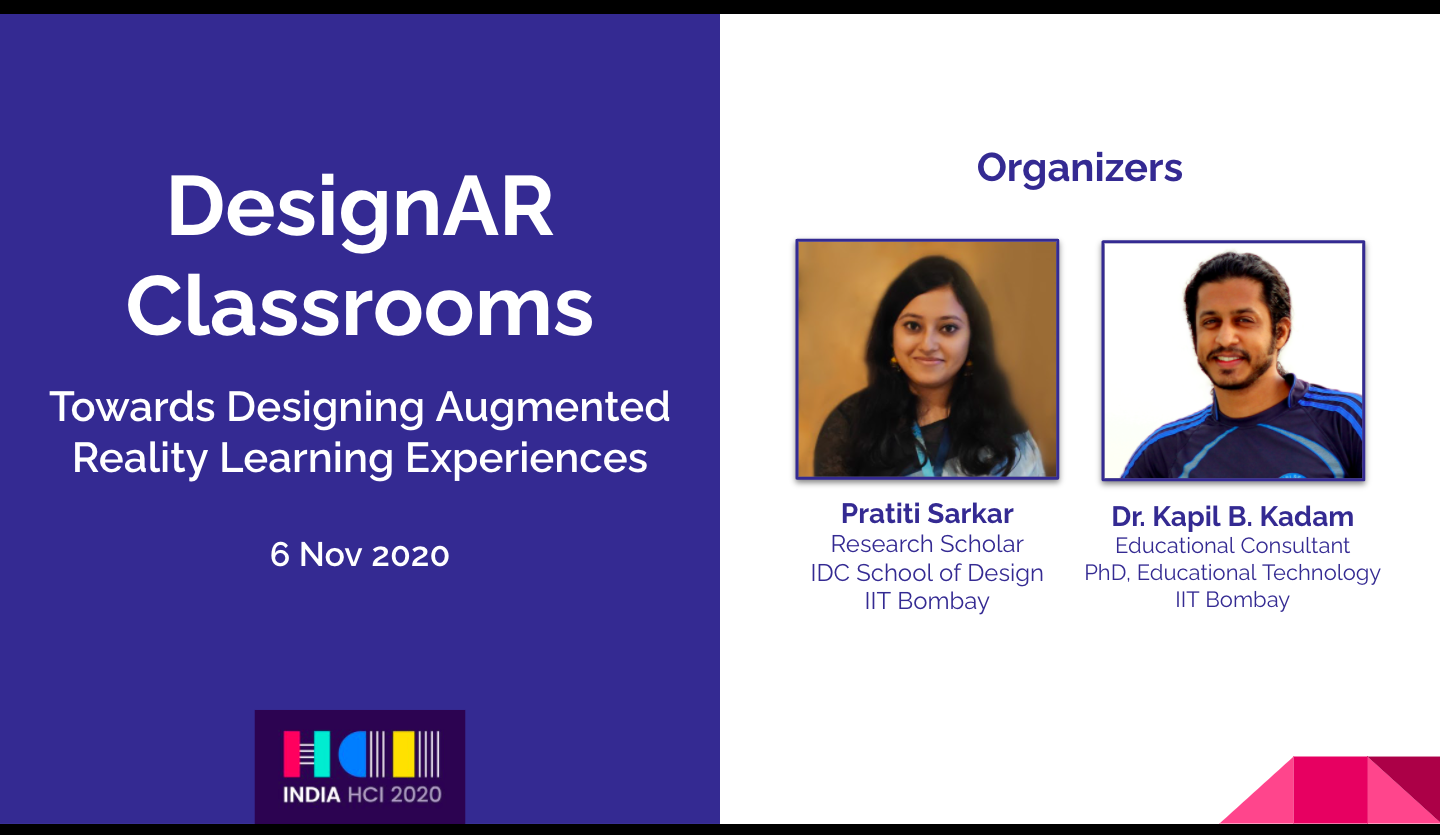 DesignAR
Classrooms
Towards Designing Augmented
Reality Learning Experiences
6 Nov 2020
HCI
INDIA HCI 2020
Organizers
Pratiti Sarkar
Research Scholar
IDC School of Design
IIT Bombay
Dr. Kapil B. Kadam
Educational Consultant
PhD, Educational Technology
IIT Bombay